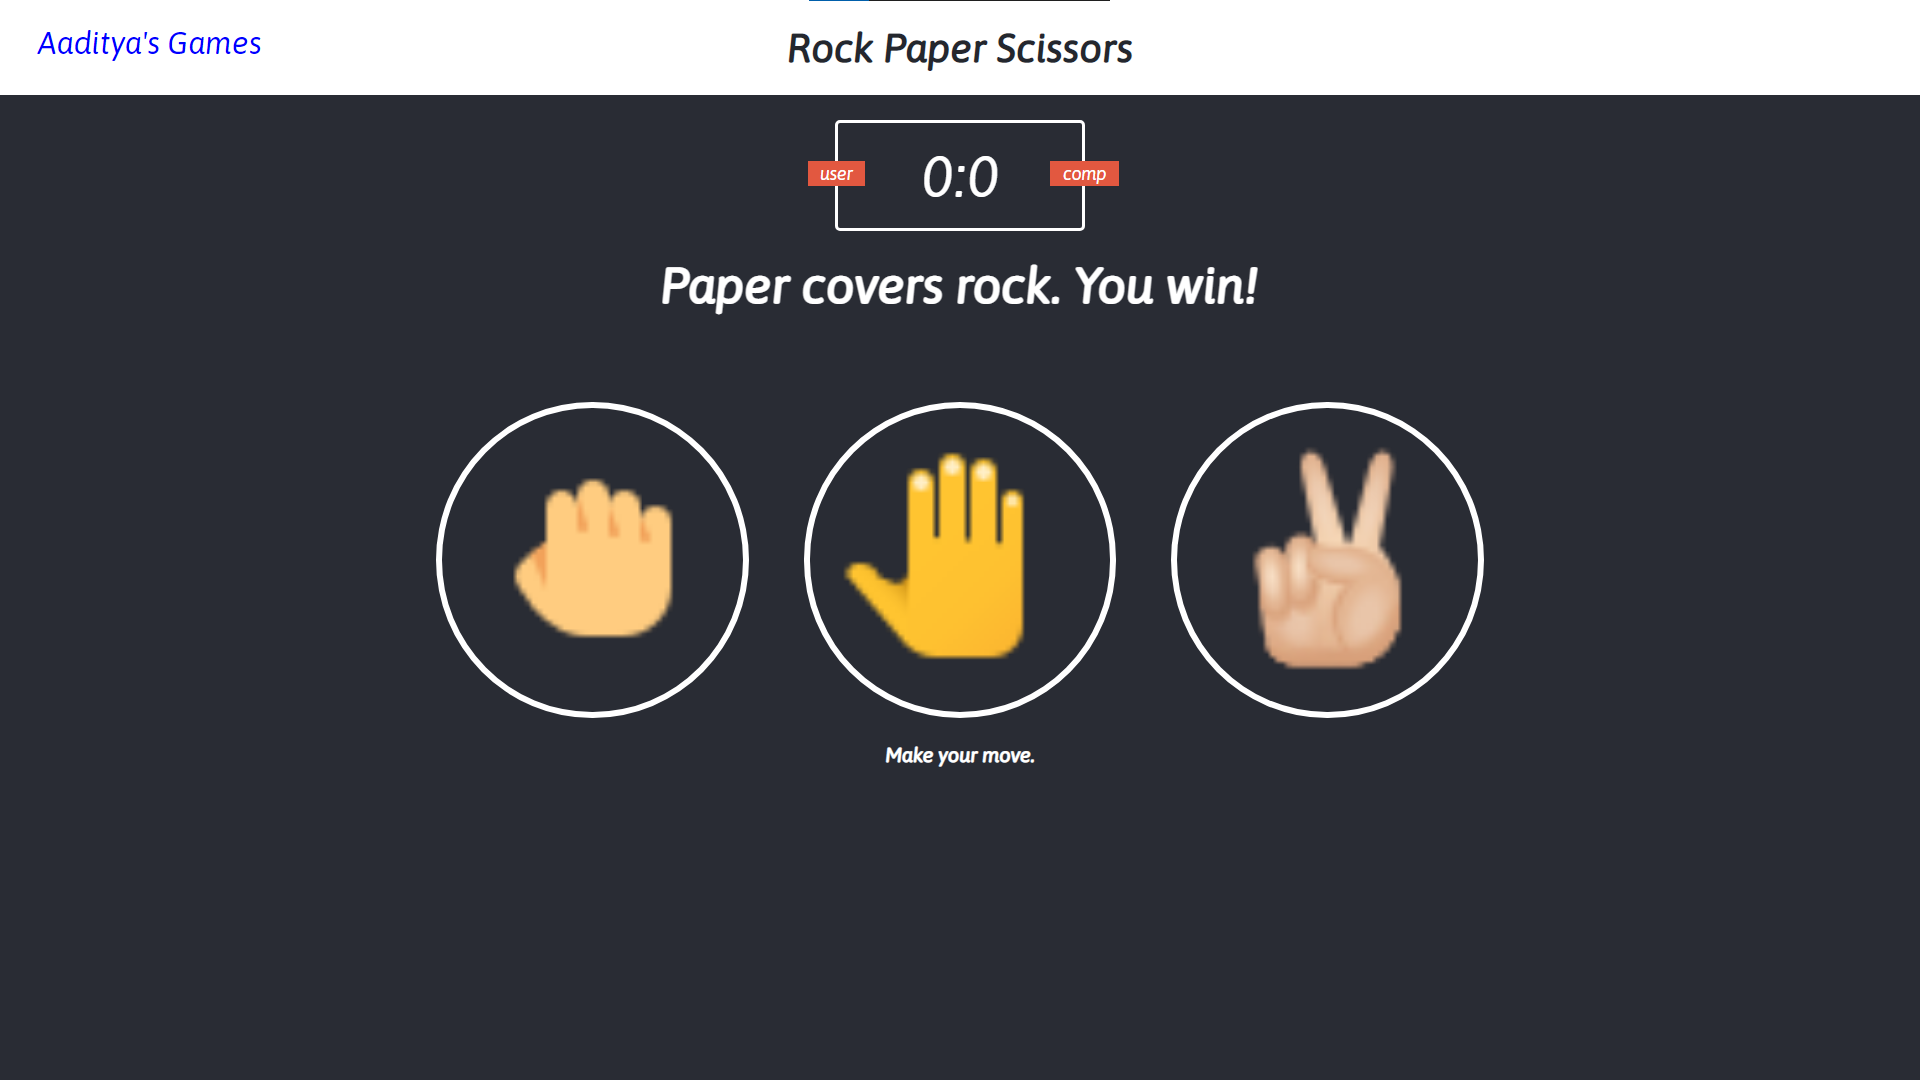 Aaditya's Games
Rock Paper Scissors
user
0:0
comp
Paper covers rock. You win!
Make your move.